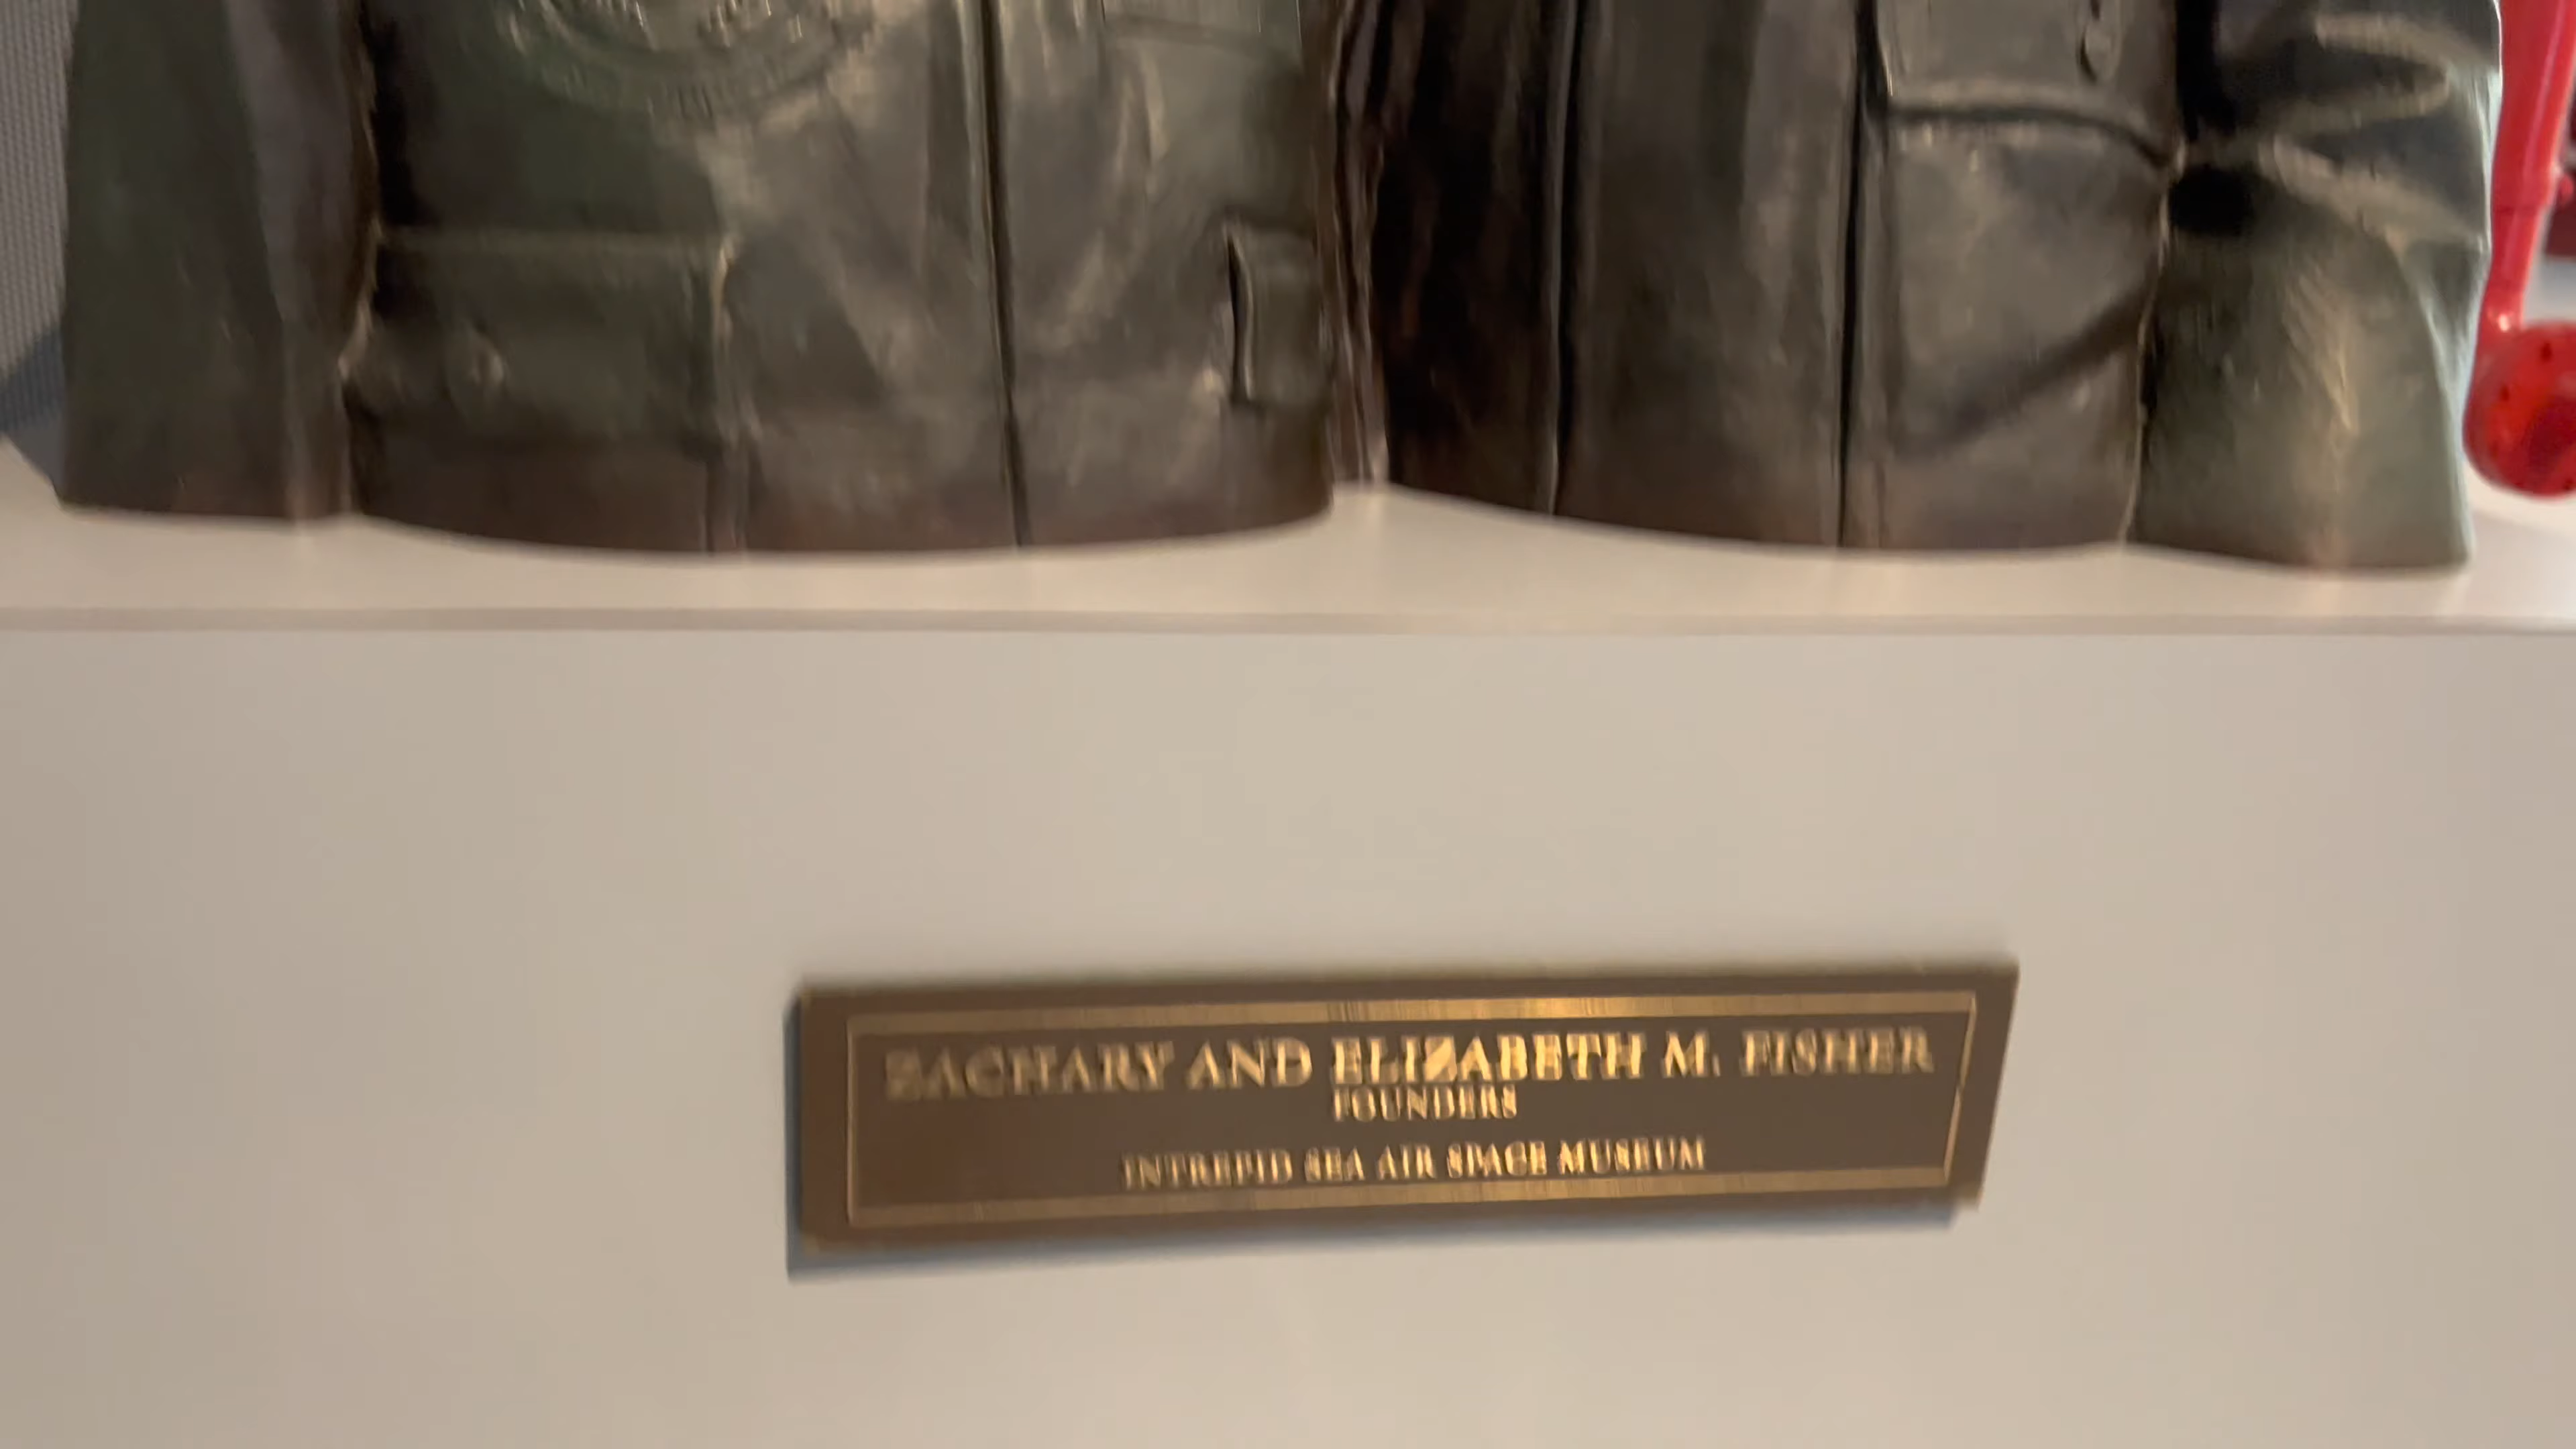 ZACHARY AND ELIZABETH M. FISHER
FOUNDERS
INTREPID SEA AIR SPACE MUSEUM